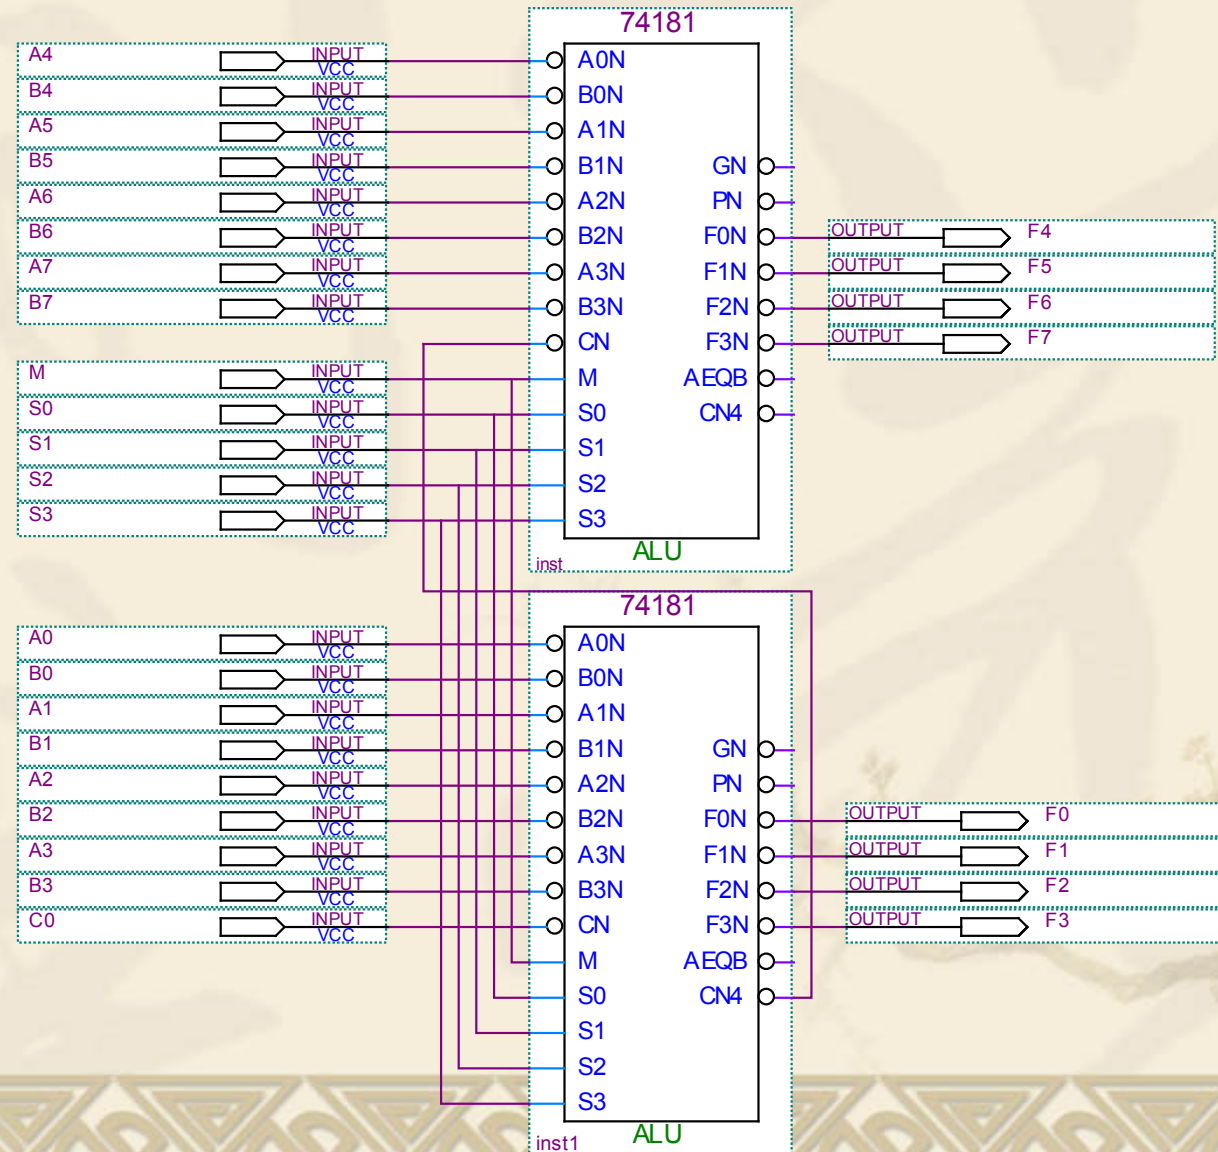 74181
A4 INPUT VCC A0N
B4 INPUT VCC B0N
A5 INPUT VCC A1N
B5 INPUT VCC B1N GN
A6 INPUT VCC A2N PN
B6 INPUT VCC B2N F0N OUTPUT F4
A7 INPUT VCC A3N F1N OUTPUT F5
B7 INPUT VCC B3N F2N OUTPUT F6
CN F3N OUTPUT F7
M INPUT VCC M AEQB
S0 INPUT VCC S0 CN4
S1 INPUT VCC S1
S2 INPUT VCC S2
S3 INPUT VCC S3
ALU
inst
74181
A0 INPUT VCC A0N
B0 INPUT VCC B0N
A1 INPUT VCC A1N
B1 INPUT VCC B1N GN
A2 INPUT VCC A2N PN
B2 INPUT VCC B2N F0N OUTPUT F0
A3 INPUT VCC A3N F1N OUTPUT F1
B3 INPUT VCC B3N F2N OUTPUT F2
C0 INPUT VCC CN F3N OUTPUT F3
M AEQB
S0 CN4
S1
S2
S3
ALU
inst1